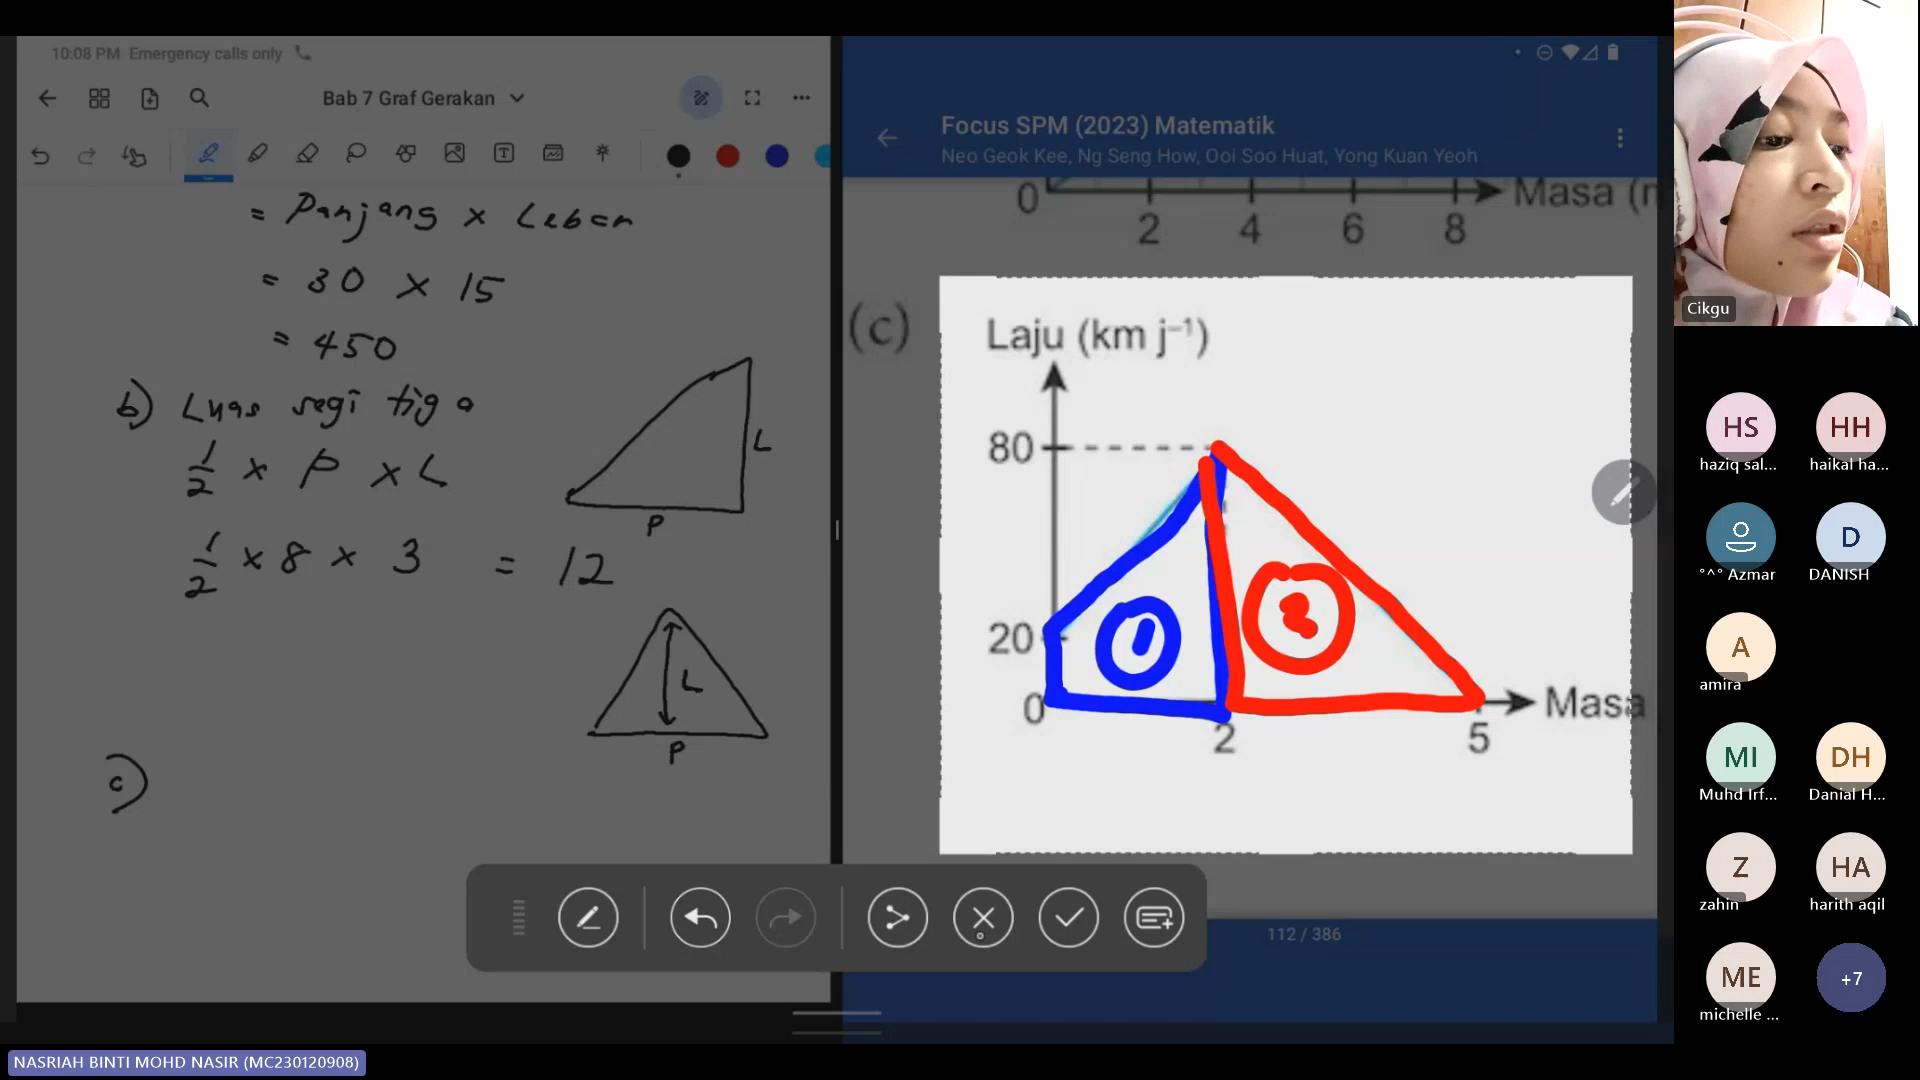 10:08 PM Emergency calls only
Bab 7 Graf Gerakan
= Panjang x Lebar
= 30 x 15
= 450
b) Luas segi tiga
1/2 x P x L
1/2 x 8 x 3 = 12
L
P
L
P
c)
Focus SPM (2023) Matematik
Neo Geok Kee, Ng Seng How, Ooi Soo Huat, Yong Kuan Yeoh
0
2 4 6 8
Masa (
(c)
Laju (km j⁻¹)
80
20
0
2
5
Masa
1
2
112 / 386
Cikgu
HS
HH
haziq sal...
haikal ha...
D
°^° Azmar
DANISH
A
amira
MI
DH
Muhd Irf...
Danial H...
Z
HA
zahin
harith aqil
ME
+7
michelle ...
NASRIAH BINTI MOHD NASIR (MC230120908)